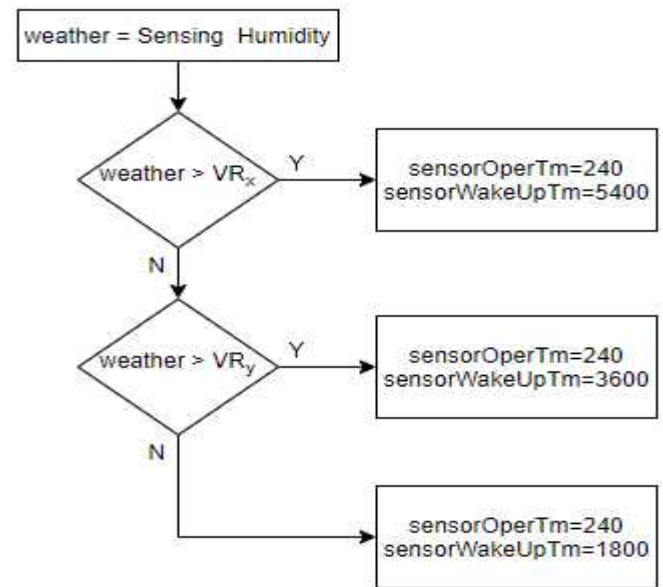 weather = Sensing Humidity
weather > VRx
Y
sensorOperTm=240
sensorWakeUpTm=5400
N
weather > VRy
Y
sensorOperTm=240
sensorWakeUpTm=3600
N
sensorOperTm=240
sensorWakeUpTm=1800